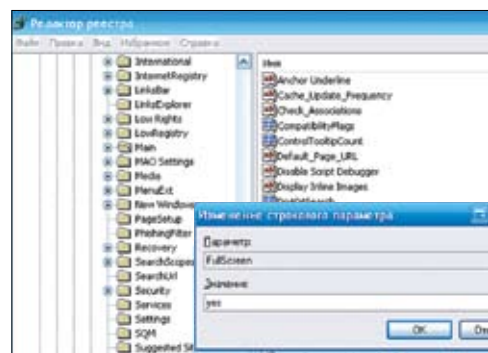 Редактор реестра
Файл Правка Вид Избранное Справка
International
InternetRegistry
LinksBar
LinksExplorer
Low Rights
LowRegistry
Main
MAO Settings
Media
MenuExt
New Windows
PageSetup
PhishingFilter
Recovery
SearchScopes
SearchUrl
Security
Services
Settings
SQM
Suggested
Имя
Anchor Underline
Cache_Update_Frequency
Check_Associations
CompatibilityFlags
ControlTooltipCount
Default_Page_URL
Disable Script Debugger
Display Inline Images
Изменение строкового параметра
Параметр:
FullScreen
Значение:
yes
OK